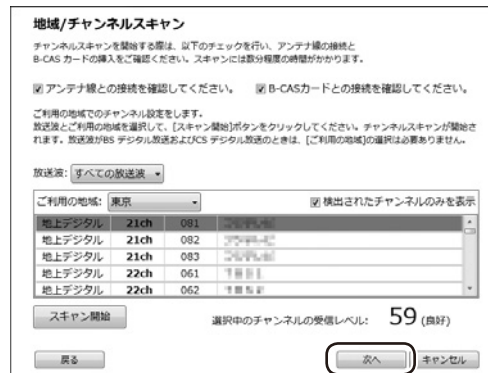 地域/チャンネルスキャン
チャンネルスキャンを開始する際は、以下のチェックを行い、アンテナ線の接続と
B-CAS カードの挿入をご確認ください。スキャンには数分程度の時間がかかります。
アンテナ線との接続を確認してください。 B-CASカードとの接続を確認してください。
ご利用の地域でのチャンネル設定をします。
放送波とご利用の地域を選択して、[スキャン開始]ボタンをクリックしてください。チャンネルスキャンが開始さ
れます。放送波がBS デジタル放送およびCS デジタル放送のときは、[ご利用の地域]の選択は必要ありません。
放送波: すべての放送波
ご利用の地域: 東京 検出されたチャンネルのみを表示
地上デジタル 21ch 081
地上デジタル 21ch 082
地上デジタル 21ch 083
地上デジタル 22ch 061
地上デジタル 22ch 062
スキャン開始 選択中のチャンネルの受信レベル: 59 (良好)
戻る 次へ キャンセル